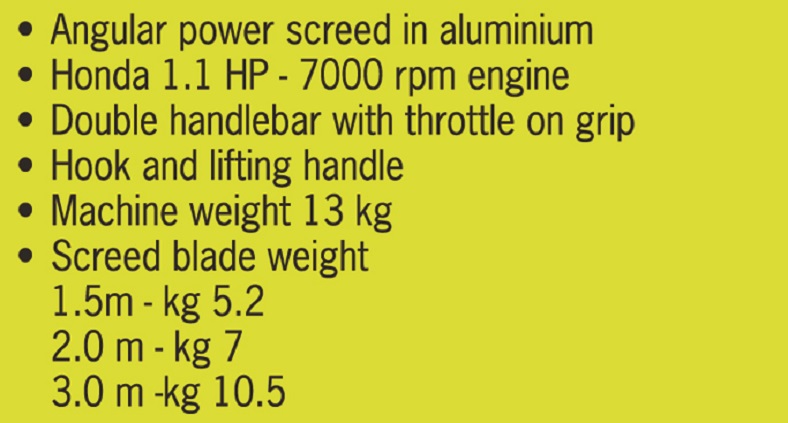 • Angular power screed in aluminium
• Honda 1.1 HP - 7000 rpm engine
• Double handlebar with throttle on grip
• Hook and lifting handle
• Machine weight 13 kg
• Screed blade weight
1.5m - kg 5.2
2.0 m - kg 7
3.0 m -kg 10.5